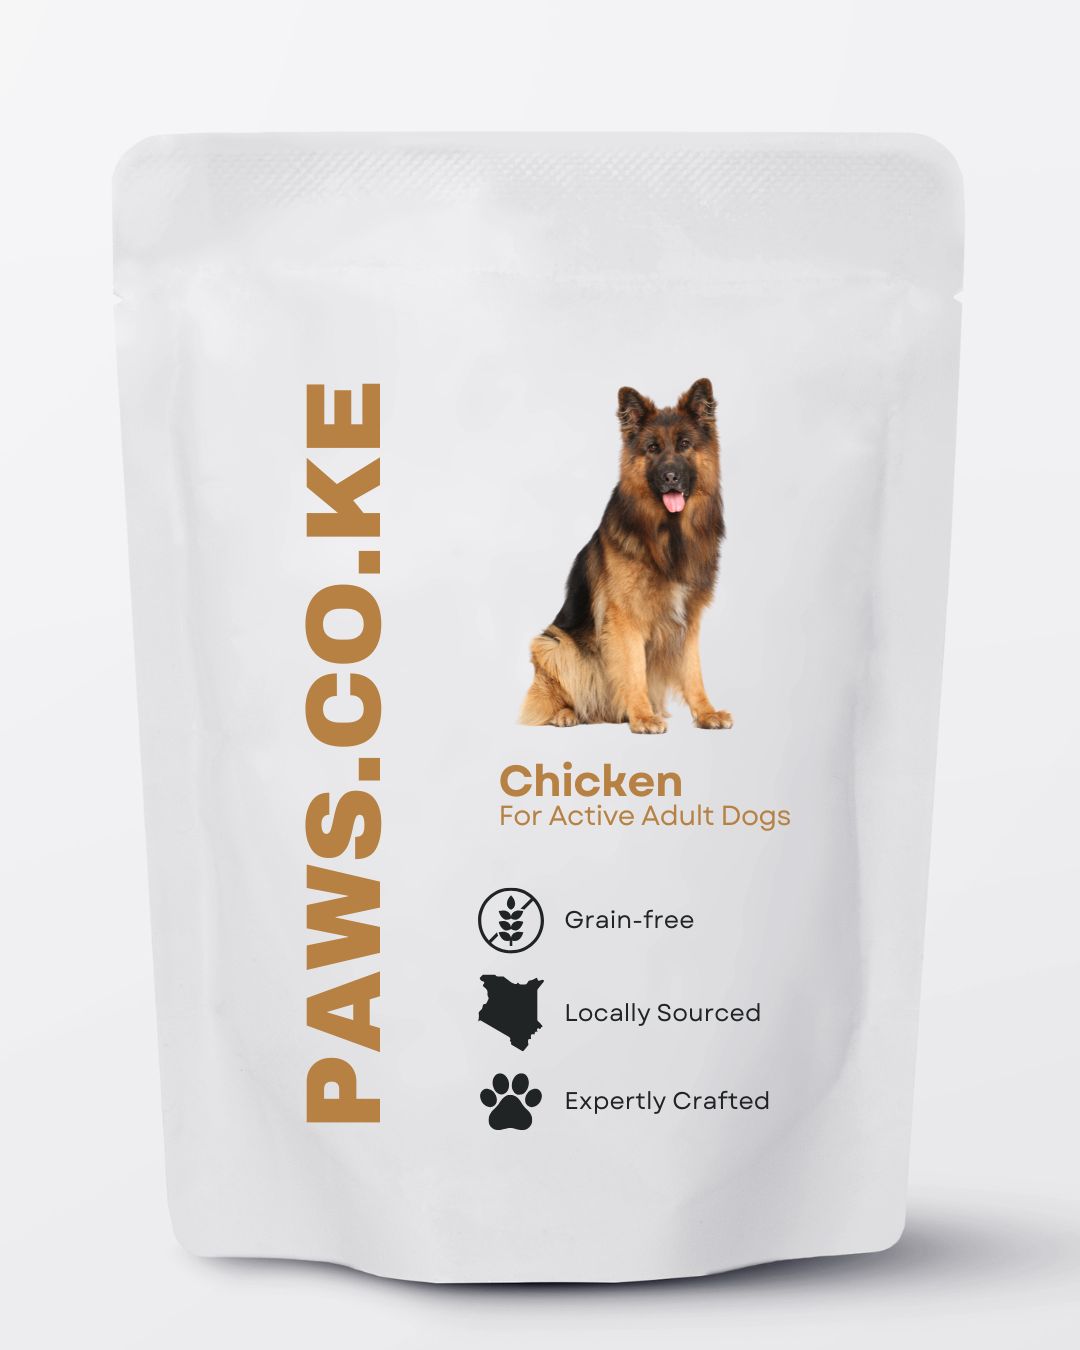 PAWS.CO.KE
Chicken
For Active Adult Dogs
Grain-free
Locally Sourced
Expertly Crafted